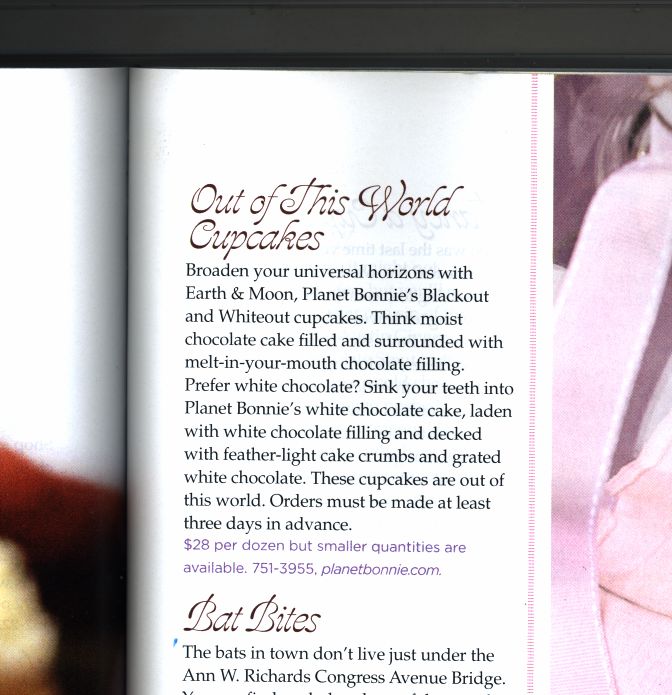 Out of This World
Cupcakes
Broaden your universal horizons with
Earth & Moon, Planet Bonnie's Blackout
and Whiteout cupcakes. Think moist
chocolate cake filled and surrounded with
melt-in-your-mouth chocolate filling.
Prefer white chocolate? Sink your teeth into
Planet Bonnie's white chocolate cake, laden
with white chocolate filling and decked
with feather-light cake crumbs and grated
white chocolate. These cupcakes are out of
this world. Orders must be made at least
three days in advance.
$28 per dozen but smaller quantities are
available. 751-3955, planetbonnie.com.
Bat Bites
The bats in town don't live just under the
Ann W. Richards Congress Avenue Bridge.